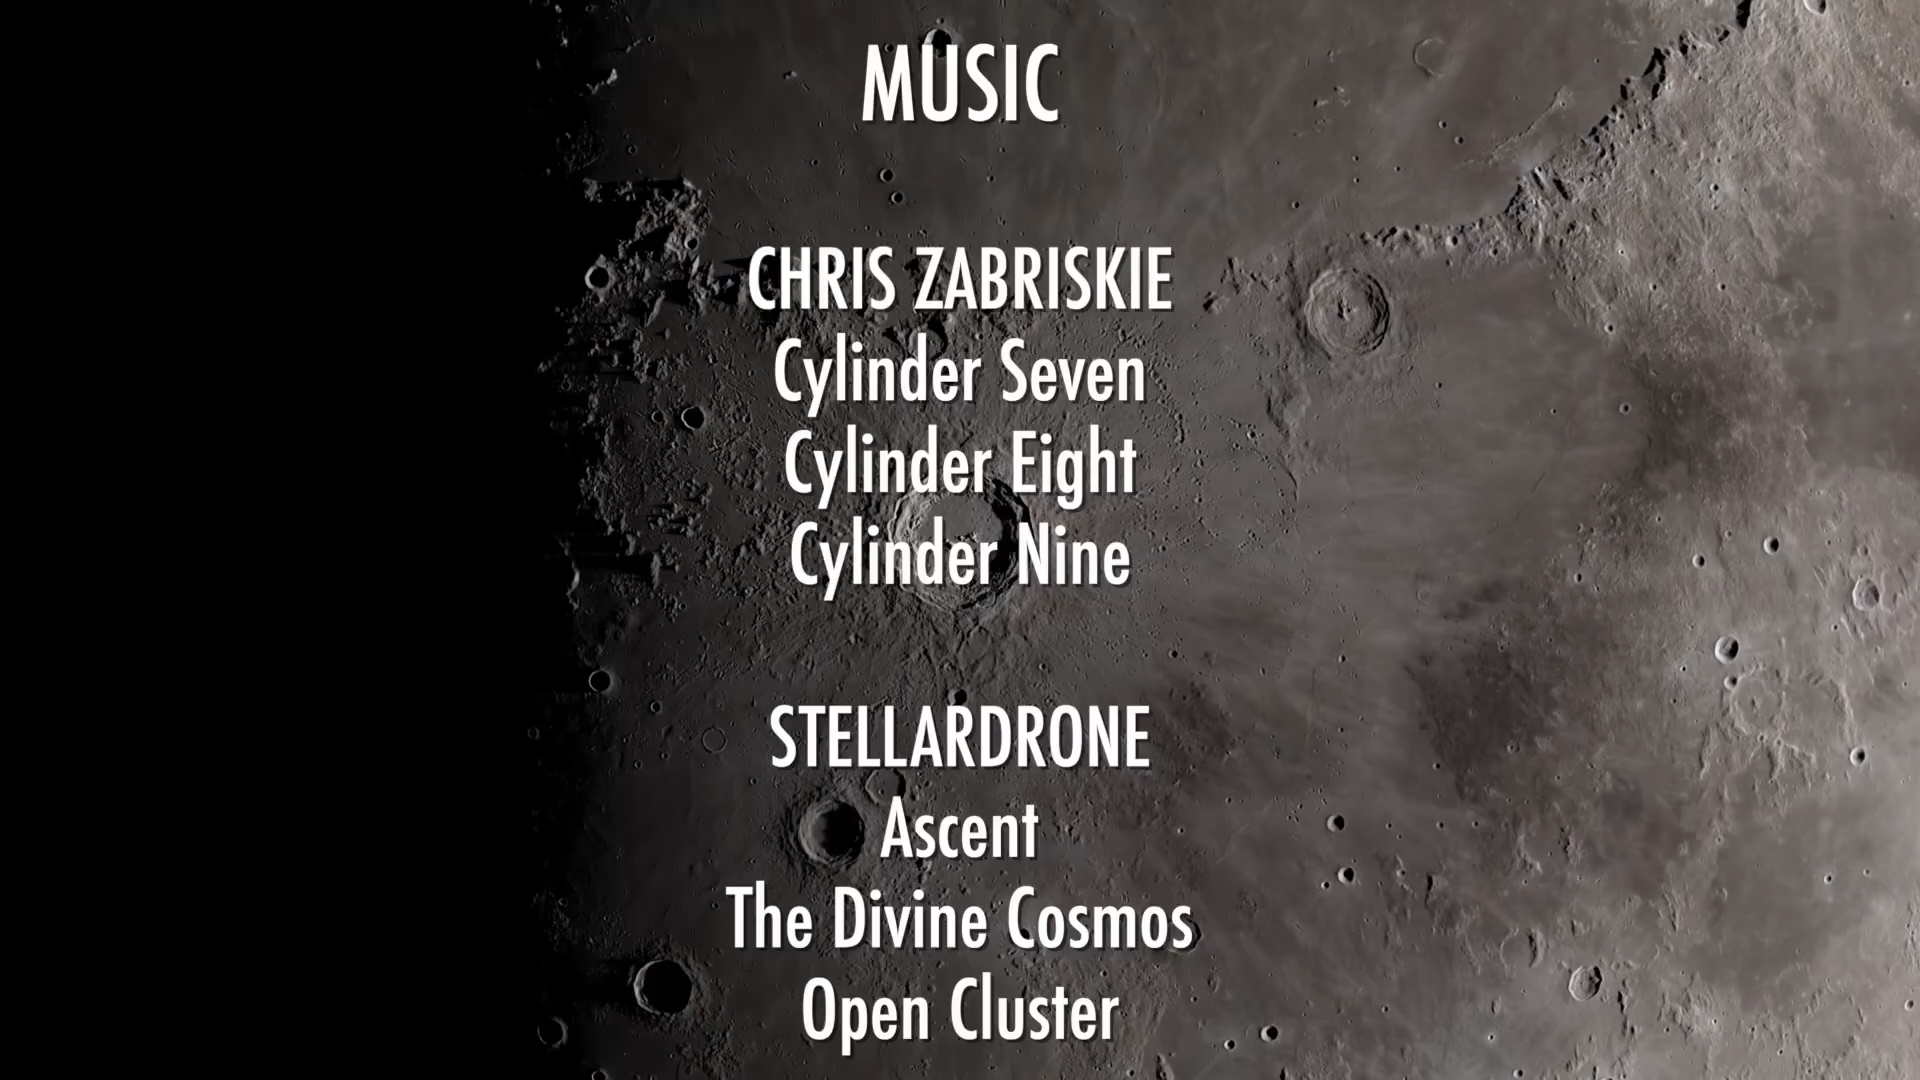 MUSIC
CHRIS ZABRISKIE
Cylinder Seven
Cylinder Eight
Cylinder Nine
STELLARDRONE
Ascent
The Divine Cosmos
Open Cluster